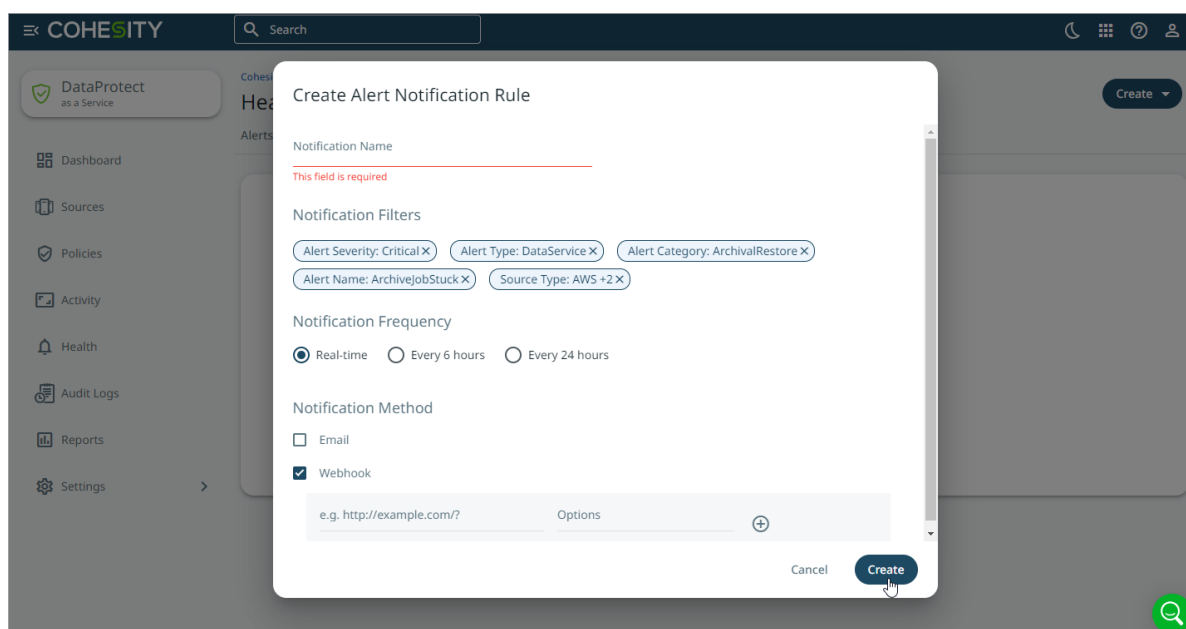 COHESITY
Search
DataProtect
as a Service
Cohesi
Hea
Create
Alerts
Dashboard
Sources
Policies
Activity
Health
Audit Logs
Reports
Settings
Create Alert Notification Rule
Notification Name
This field is required
Notification Filters
Alert Severity: Critical
Alert Type: DataService
Alert Category: ArchivalRestore
Alert Name: ArchiveJobStuck
Source Type: AWS +2
Notification Frequency
Real-time
Every 6 hours
Every 24 hours
Notification Method
Email
Webhook
e.g. http://example.com/?
Options
Cancel
Create